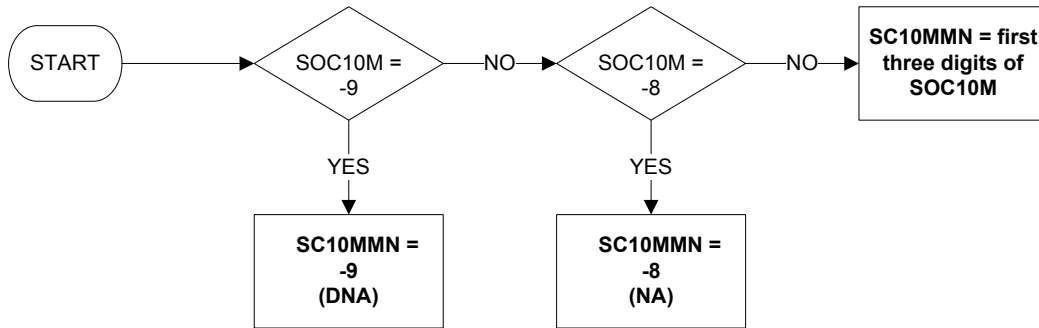 START
SOC10M =
-9
NO
SOC10M =
-8
NO
SC10MMN = first
three digits of
SOC10M
YES
YES
SC10MMN =
-9
(DNA)
SC10MMN =
-8
(NA)